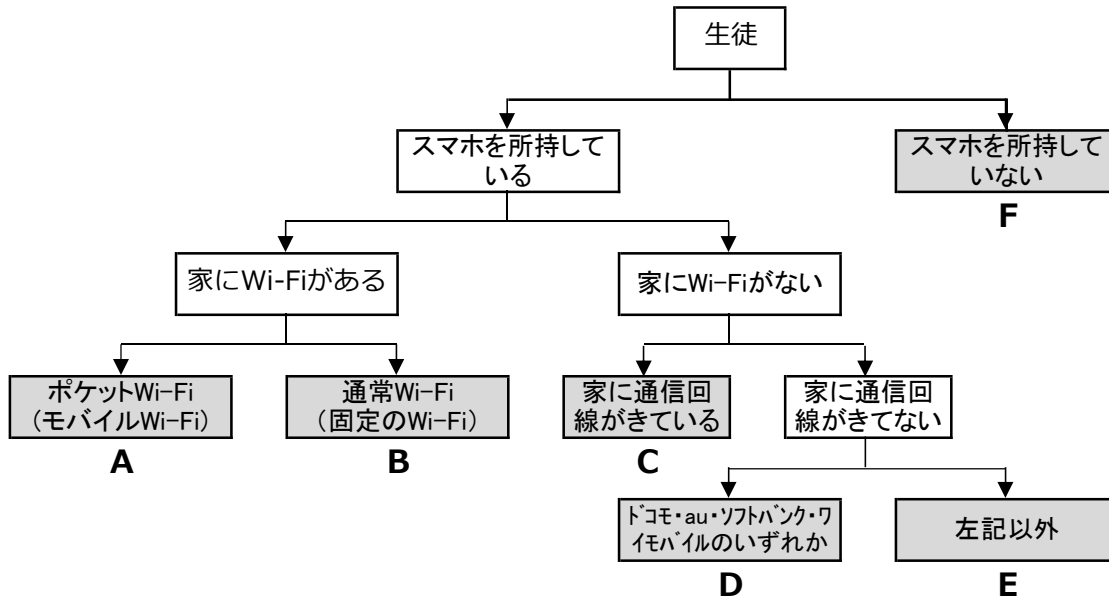 生徒
スマホを所持して
いる
スマホを所持して
いない
F
家にWi-Fiがある
家にWi-Fiがない
ポケットWi-Fi
(モバイルWi-Fi)
A
通常Wi-Fi
(固定のWi-Fi)
B
家に通信回
線がきている
C
家に通信回
線がきてない
ﾄﾞｺﾓ・au・ｿﾌﾄﾊﾞﾝｸ・ﾜ
ｲﾓﾊﾞｲﾙのいずれか
D
左記以外
E